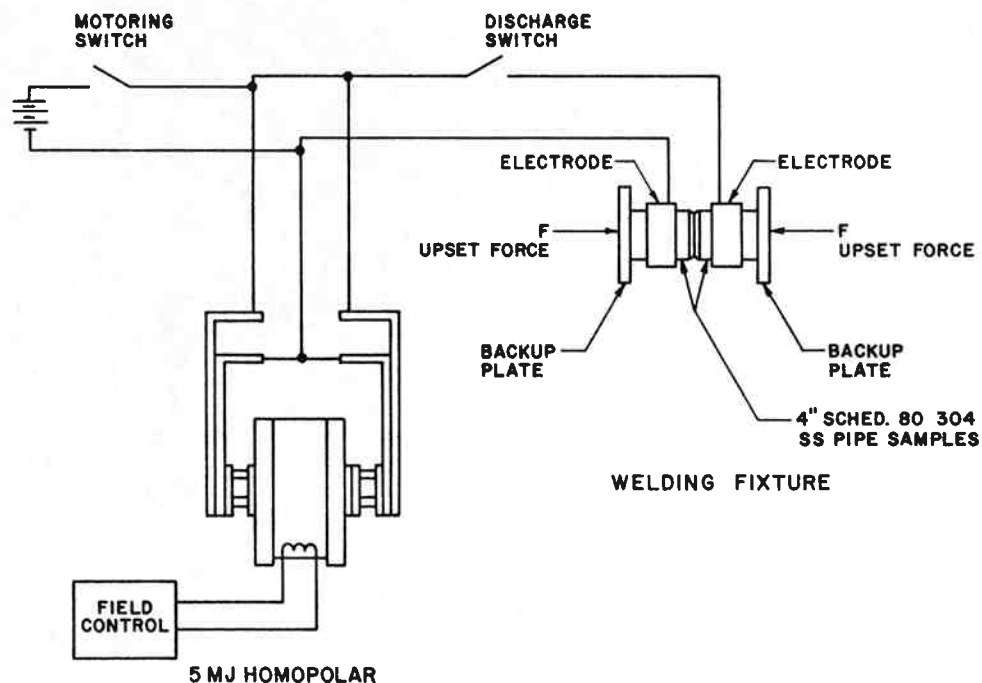 MOTORING
SWITCH
DISCHARGE
SWITCH
ELECTRODE
ELECTRODE
F
UPSET FORCE
F
UPSET FORCE
BACKUP
PLATE
BACKUP
PLATE
4" SCHED. 80 304
SS PIPE SAMPLES
WELDING FIXTURE
FIELD
CONTROL
5 MJ HOMOPOLAR